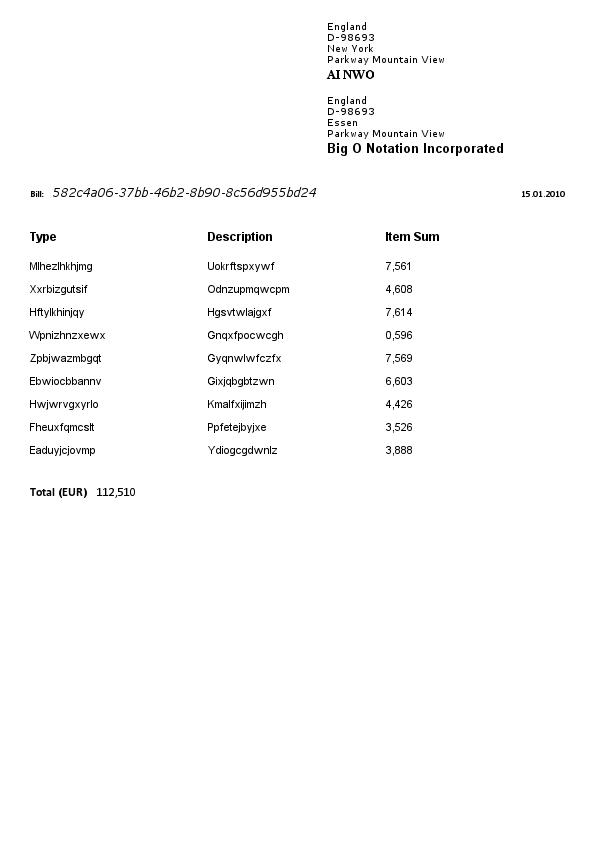 England
D-98693
New York
Parkway Mountain View
AI NWO
England
D-98693
Essen
Parkway Mountain View
Big O Notation Incorporated
Bill: 582c4a06-37bb-46b2-8b90-8c56d955bd24 15.01.2010
Type Description Item Sum
Mlhezlhkhjmg Uokrftspxywf 7,561
Xxrbizgutsif Odnzupmqwcpm 4,608
Hftylkhinjqy Hgsvtwlajgxf 7,614
Wpnizhnzxewx Gnqxfpocwcgh 0,596
Zpbjwazmbgqt Gyqnwlwfczfx 7,569
Ebwiocbbannv Gixjqbgbtzwn 6,603
Hwjwrvgxyrlo Kmalfxijimzh 4,426
Fheuxfqmcslt Ppfetejbyjxe 3,526
Eaduyjcjovmp Ydiogcgdwnlz 3,888
Total (EUR) 112,510